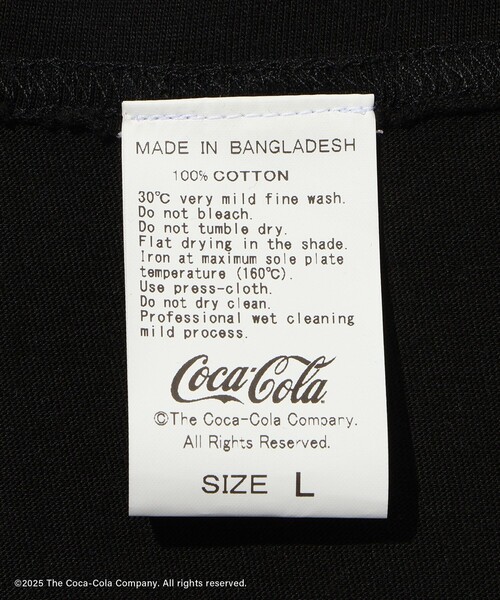 MADE IN BANGLADESH
100% COTTON
30℃ very mild fine wash.
Do not bleach.
Do not tumble dry.
Flat drying in the shade.
Iron at maximum sole plate
temperature (160℃).
Use press-cloth.
Do not dry clean.
Professional wet cleaning
mild process.
Coca-Cola
©The Coca-Cola Company.
All Rights Reserved.
SIZE L
©2025 The Coca-Cola Company. All rights reserved.